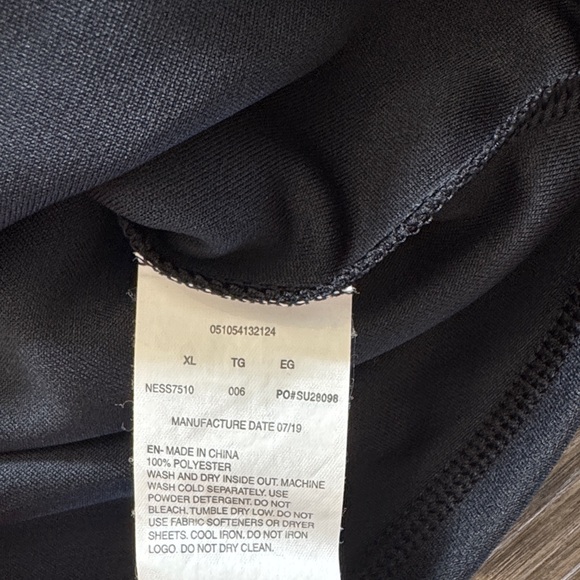 051054132124
XL TG EG
NESS7510 006 PO#SU28098
MANUFACTURE DATE 07/19
EN- MADE IN CHINA
100% POLYESTER
WASH AND DRY INSIDE OUT. MACHINE
WASH COLD SEPARATELY. USE
POWDER DETERGENT. DO NOT
BLEACH. TUMBLE DRY LOW. DO NOT
USE FABRIC SOFTENERS OR DRYER
SHEETS. COOL IRON. DO NOT IRON
LOGO. DO NOT DRY CLEAN.